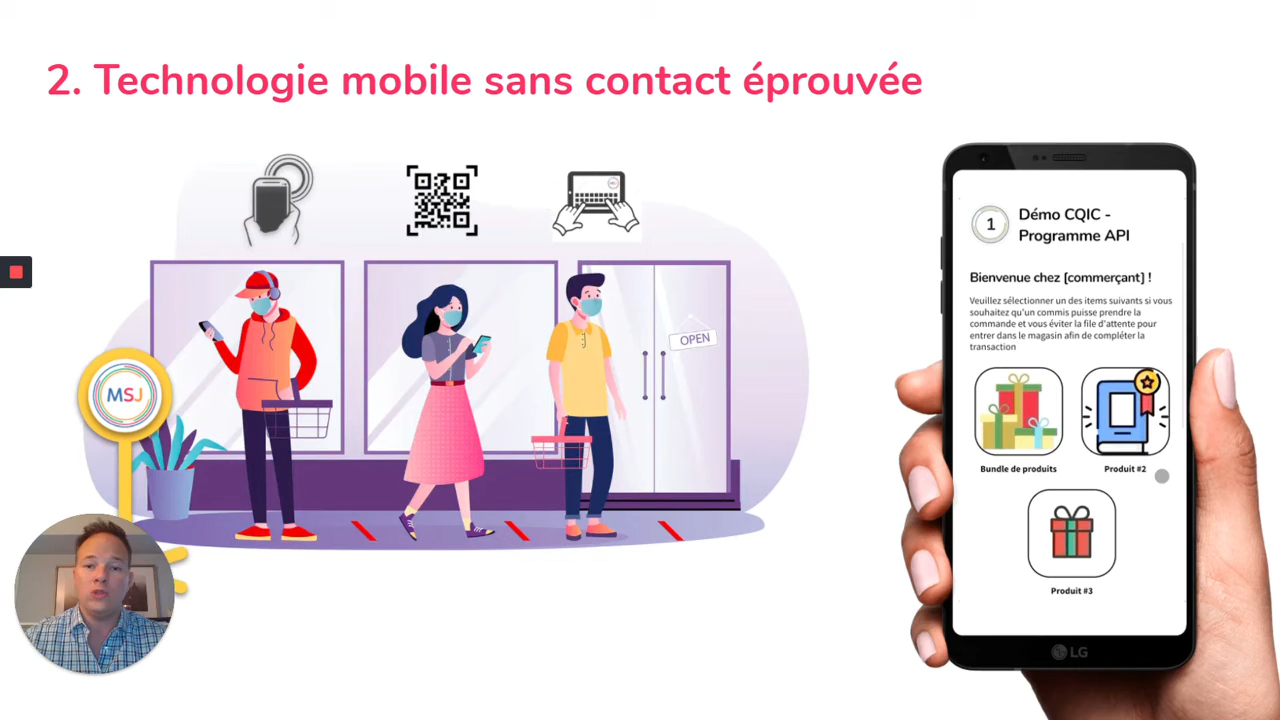 2. Technologie mobile sans contact éprouvée
MSJ
OPEN
MSJ
1
Démo CQIC -
Programme API
Bienvenue chez [commerçant] !
Veuillez sélectionner un des items suivants si vous
souhaitez qu'un commis puisse prendre la
commande et vous éviter la file d'attente pour
entrer dans le magasin afin de compléter la
transaction
Bundle de produits
Produit #2
Produit #3
LG